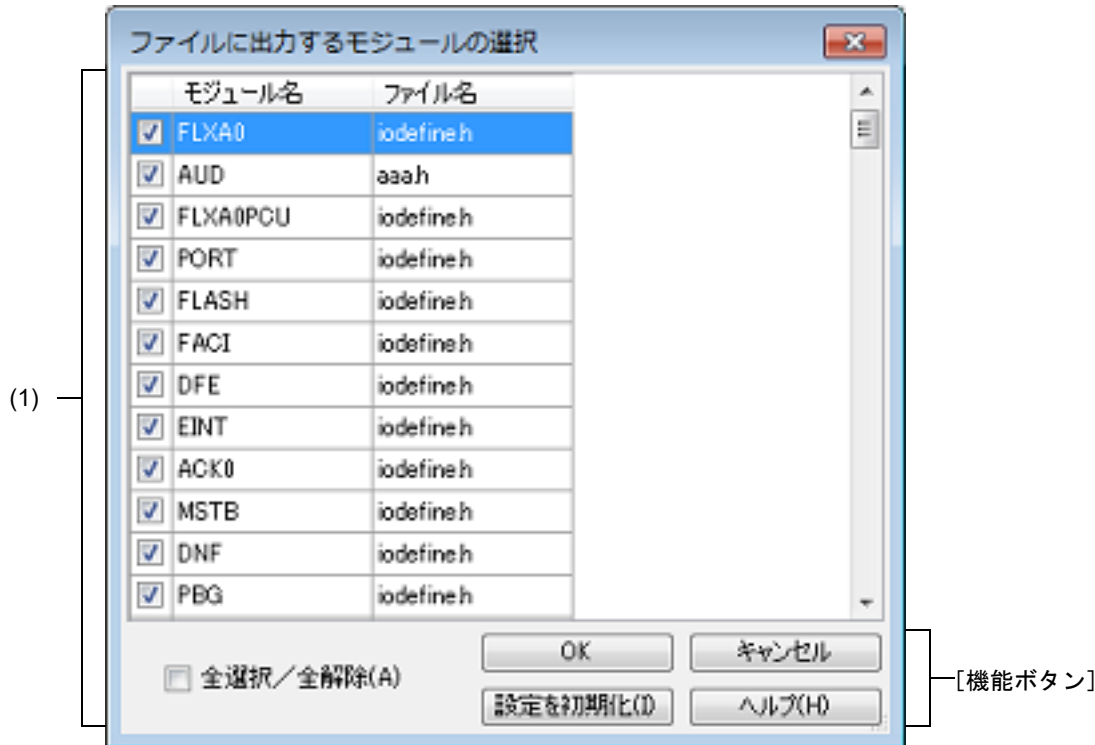 ファイルに出力するモジュールの選択
モジュール名 ファイル名
FLXA0 iodefine.h
AUD aaa.h
FLXA0PCU iodefine.h
PORT iodefine.h
FLASH iodefine.h
FACI iodefine.h
DFE iodefine.h
EINT iodefine.h
(1)
ACK0 iodefine.h
MSTB iodefine.h
DNF iodefine.h
PBG iodefine.h
OK キャンセル
全選択／全解除(A)
[機能ボタン]
設定を初期化(I) ヘルプ(H)